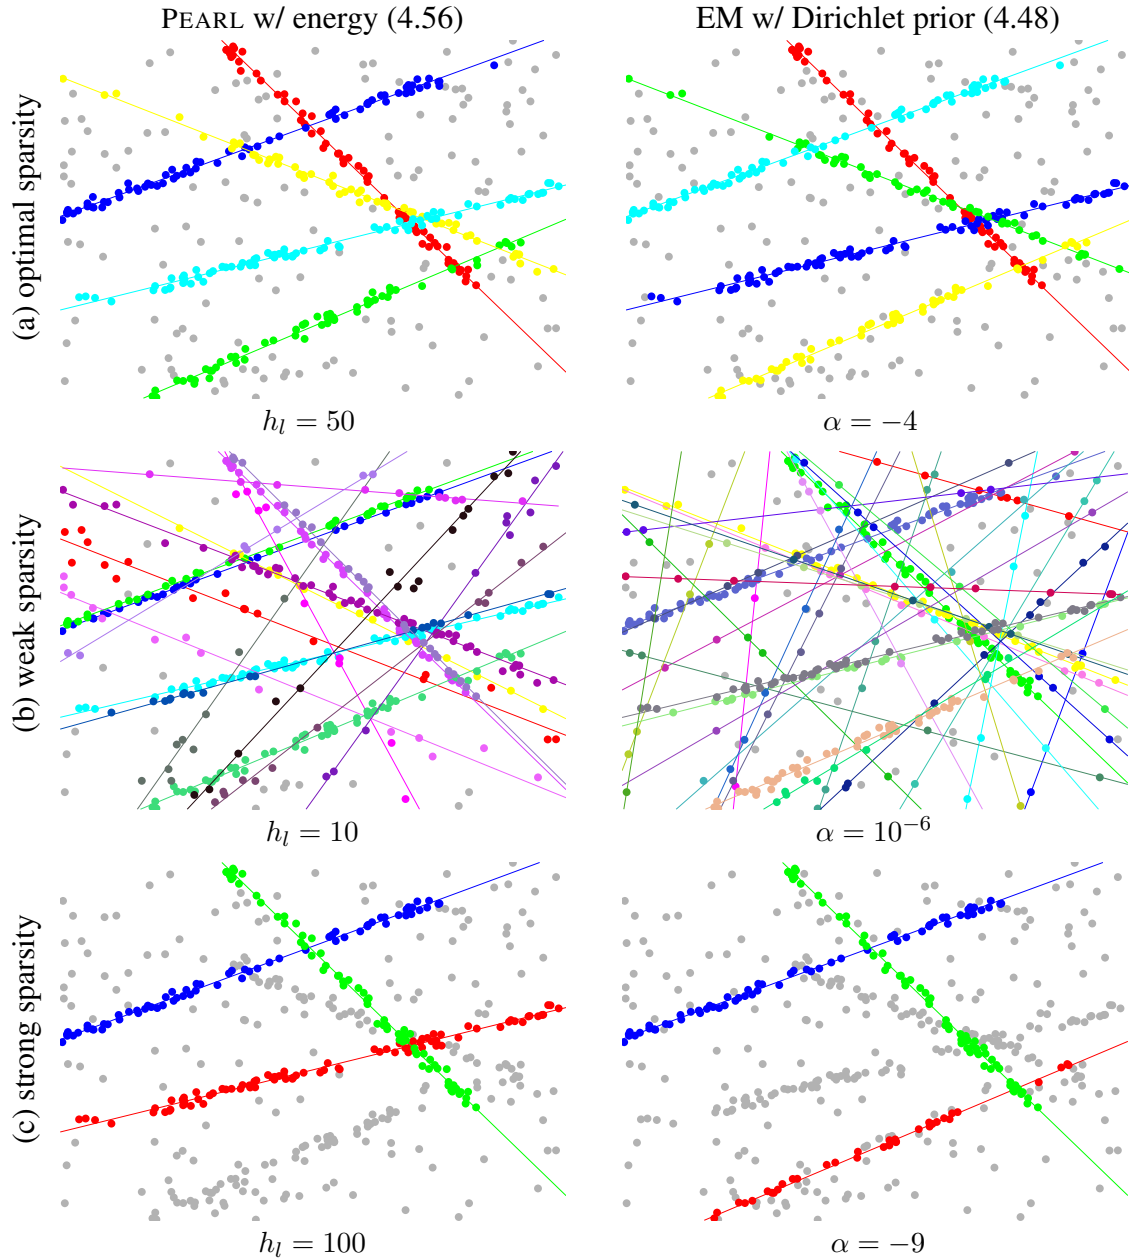 PEARL w/ energy (4.56)
EM w/ Dirichlet prior (4.48)
(a) optimal sparsity
h_l = 50
α = −4
(b) weak sparsity
h_l = 10
α = 10⁻⁶
(c) strong sparsity
h_l = 100
α = −9